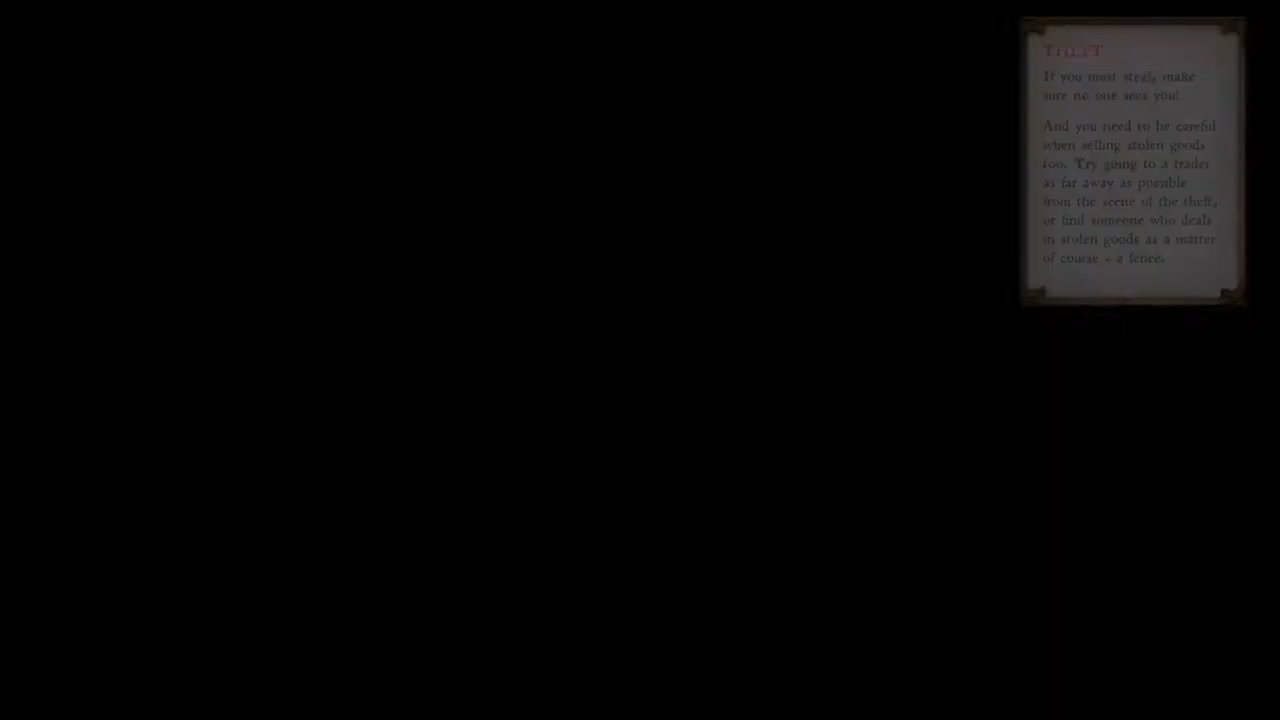 THEFT
If you must steal, make
sure no one sees you!
And you need to be careful
when selling stolen goods
too. Try going to a trader
as far away as possible
from the scene of the theft,
or find someone who deals
in stolen goods as a matter
of course - a fence.